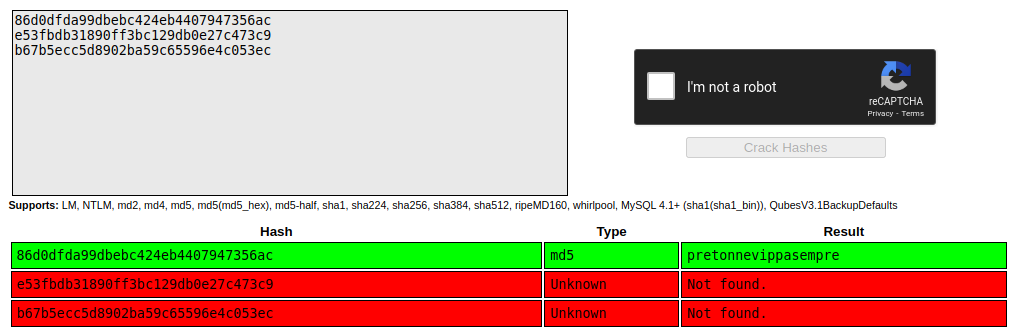 86d0dfda99dbebc424eb4407947356ac
e53fbdb31890ff3bc129db0e27c473c9
b67b5ecc5d8902ba59c65596e4c053ec
I'm not a robot
reCAPTCHA
Privacy - Terms
Crack Hashes
Supports: LM, NTLM, md2, md4, md5, md5(md5_hex), md5-half, sha1, sha224, sha256, sha384, sha512, ripeMD160, whirlpool, MySQL 4.1+ (sha1(sha1_bin)), QubesV3.1BackupDefaults
Hash Type Result
86d0dfda99dbebc424eb4407947356ac md5 pretonnevippasempre
e53fbdb31890ff3bc129db0e27c473c9 Unknown Not found.
b67b5ecc5d8902ba59c65596e4c053ec Unknown Not found.